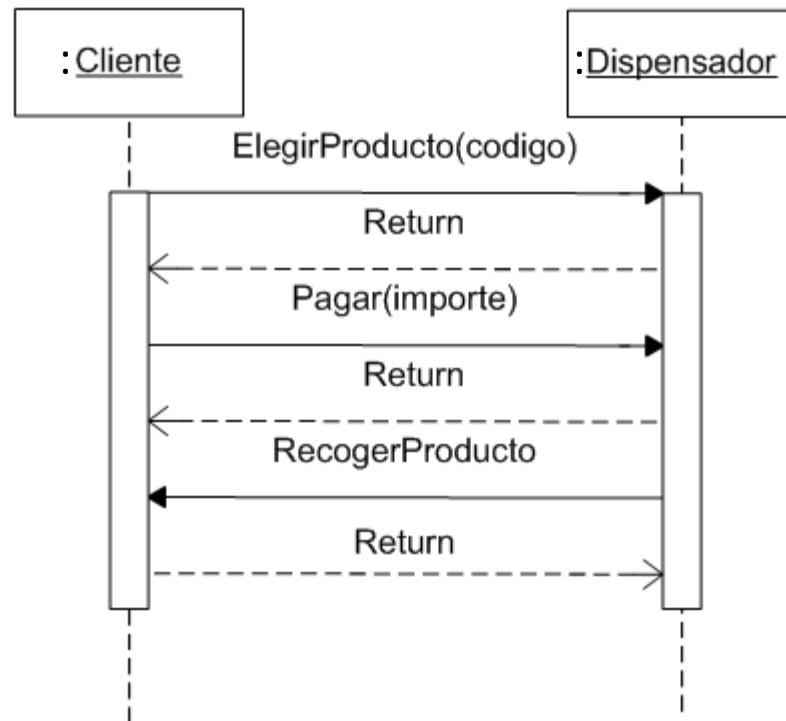 :Cliente
:Dispensador
ElegirProducto(codigo)
Return
Pagar(importe)
Return
RecogerProducto
Return